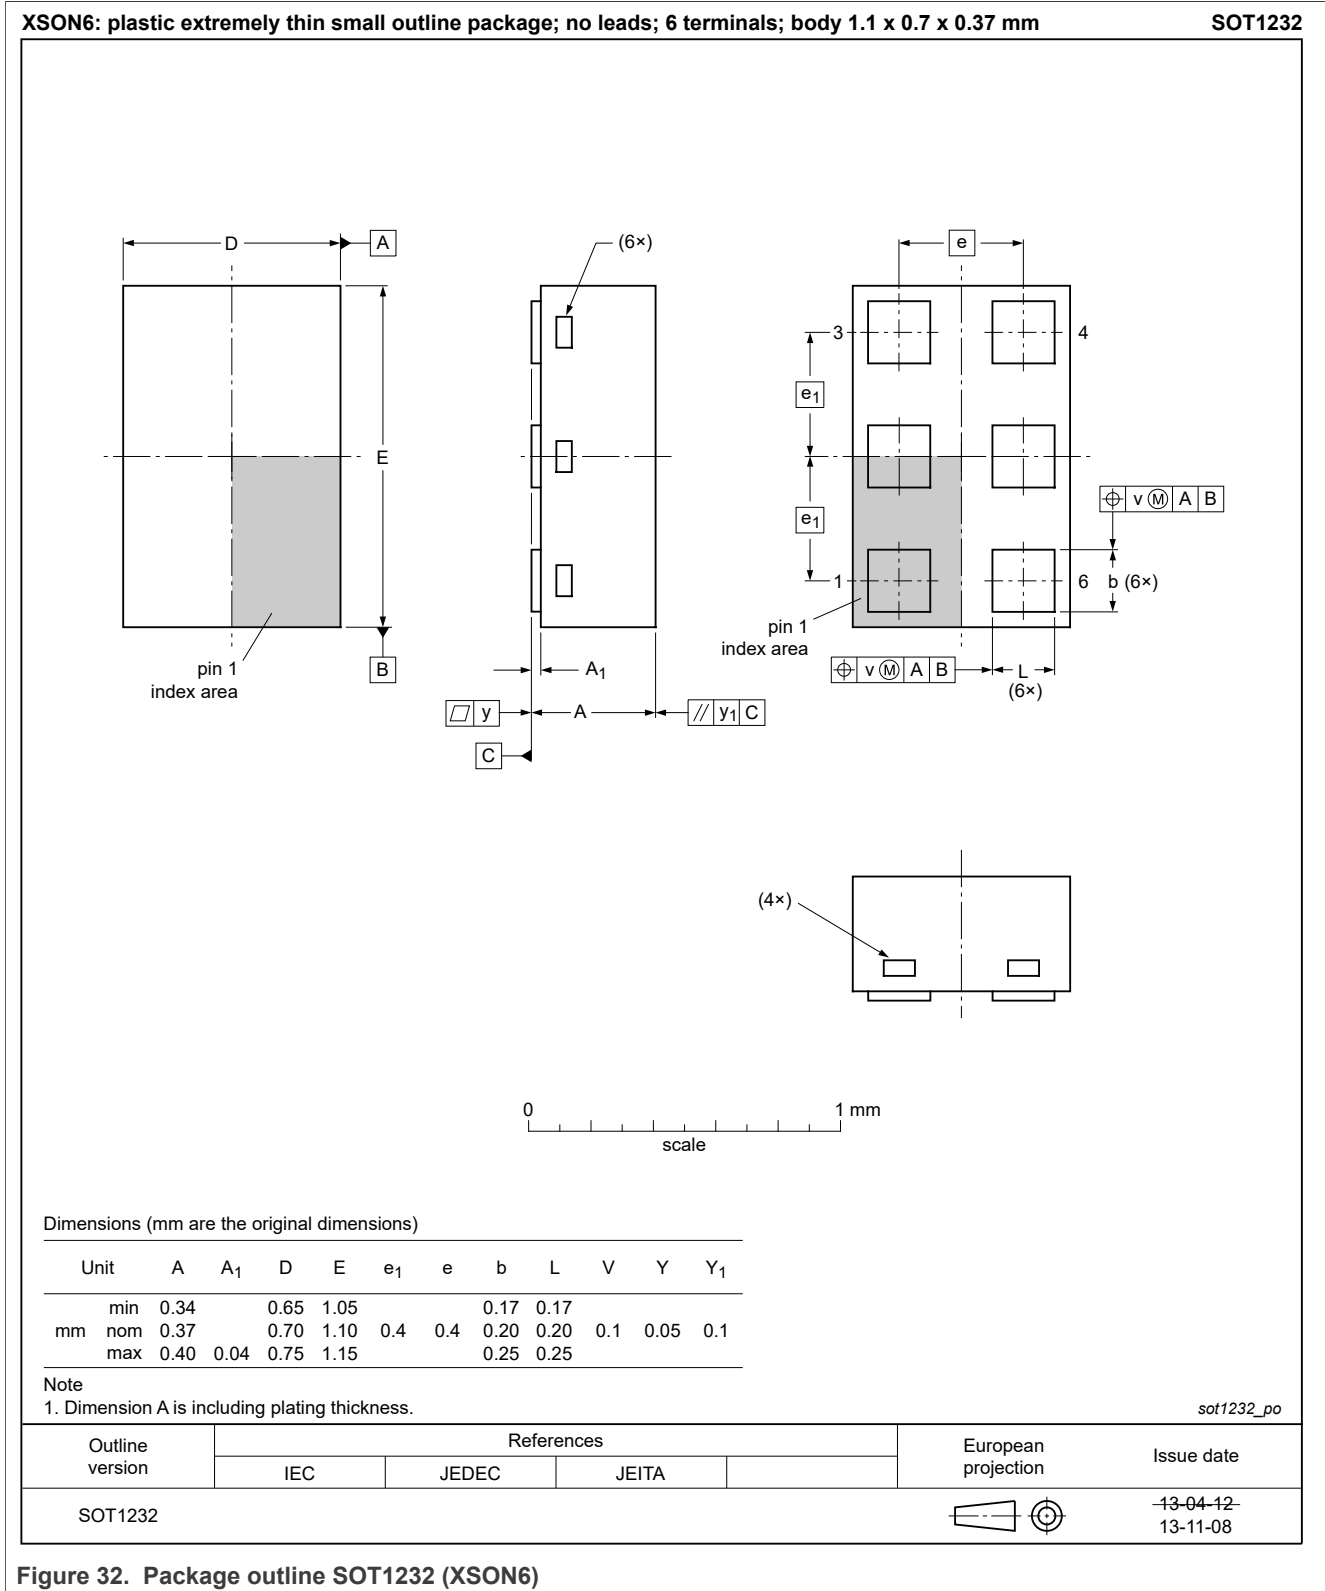 XSON6: plastic extremely thin small outline package; no leads; 6 terminals; body 1.1 x 0.7 x 0.37 mm SOT1232
D A (6×) e
3 4
e1
E
v M A B
e1
1 6 b (6×)
pin 1
index area
pin 1
index area
B A1 v M A B L
(6×)
y A // y1 C
C
(4×)
0 1 mm
scale
Dimensions (mm are the original dimensions)
Unit A A1 D E e1 e b L V Y Y1
min 0.34 0.65 1.05 0.17 0.17
mm nom 0.37 0.70 1.10 0.4 0.4 0.20 0.20 0.1 0.05 0.1
max 0.40 0.04 0.75 1.15 0.25 0.25
Note
1. Dimension A is including plating thickness. sot1232_po
Outline
version
References
IEC JEDEC JEITA
European
projection
Issue date
SOT1232
13-04-12
13-11-08
Figure 32. Package outline SOT1232 (XSON6)